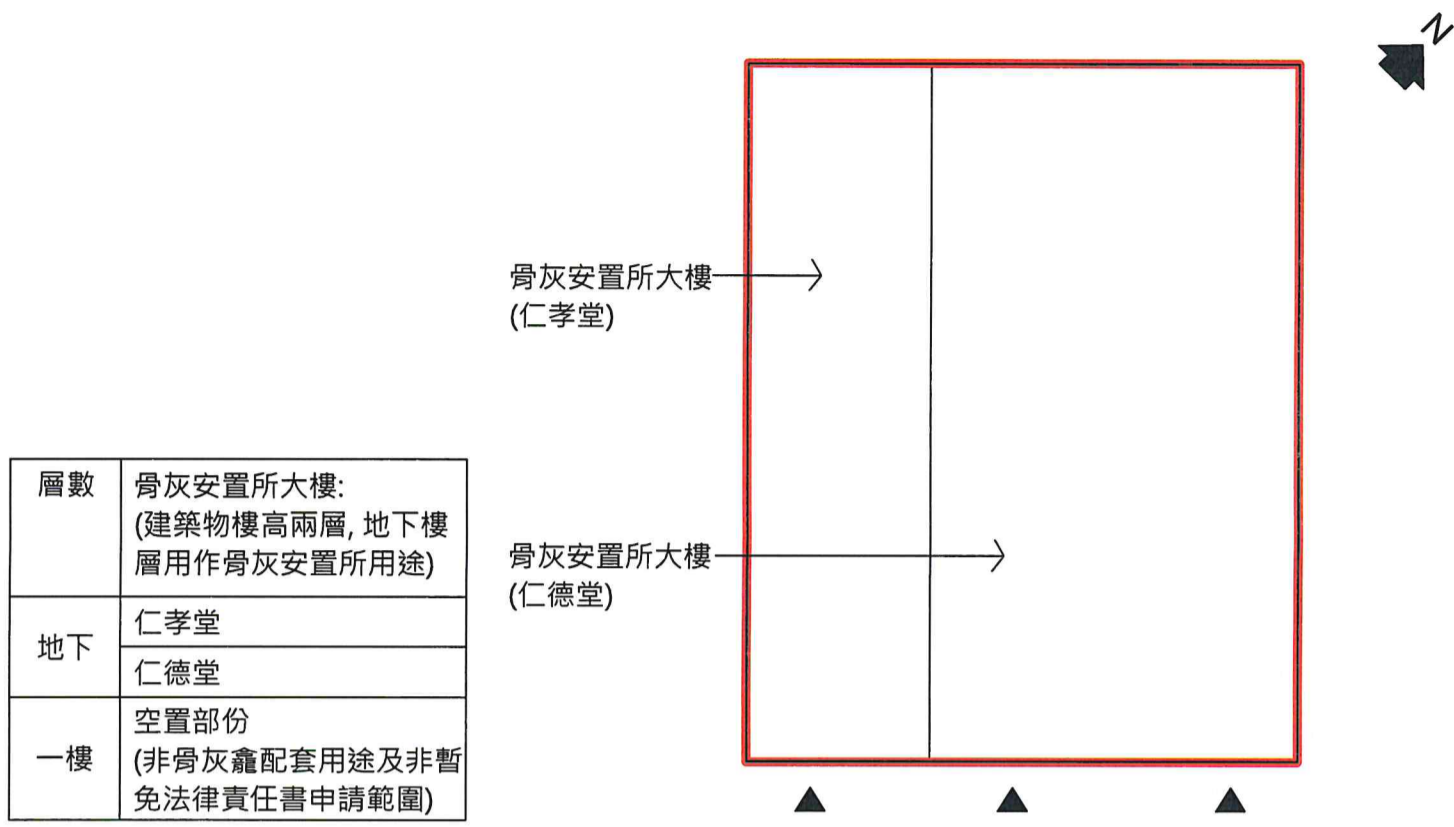 N
骨灰安置所大樓
(仁孝堂)
骨灰安置所大樓
(仁德堂)
層數
骨灰安置所大樓:
(建築物樓高兩層, 地下樓
層用作骨灰安置所用途)
地下
仁孝堂
仁德堂
一樓
空置部份
(非骨灰龕配套用途及非暫
免法律責任書申請範圍)